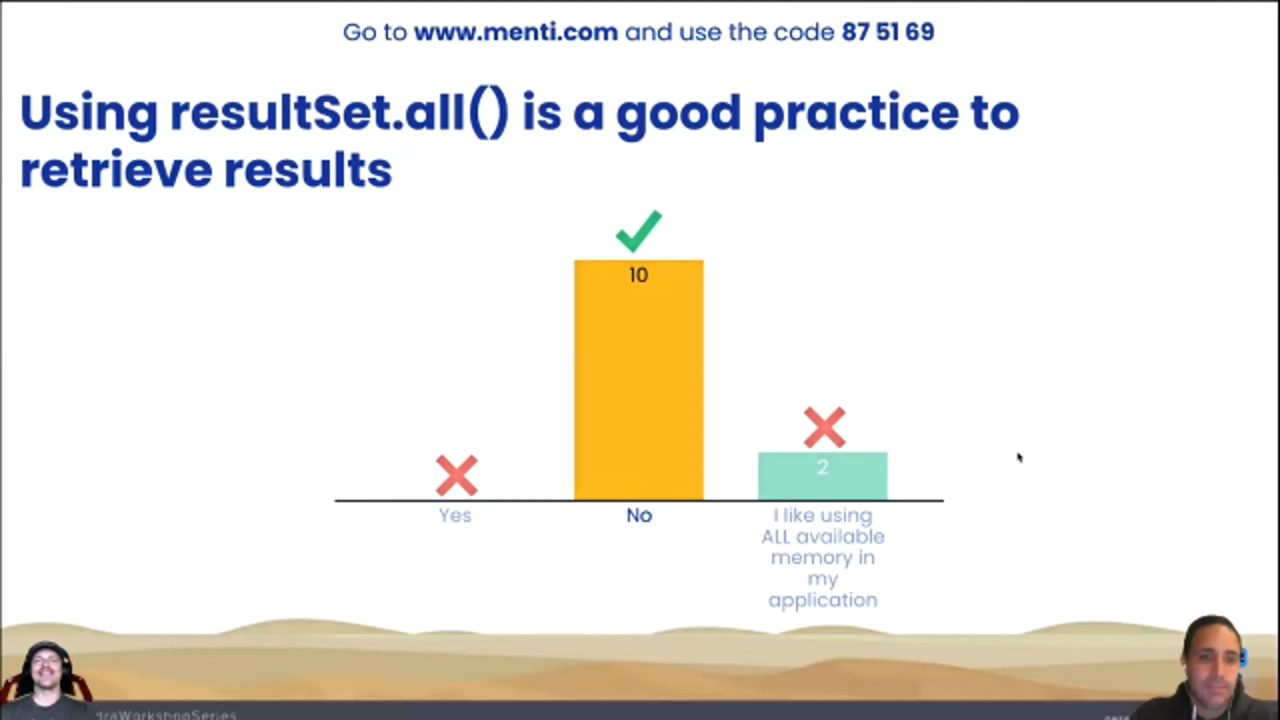 Go to www.menti.com and use the code 87 51 69
Using resultSet.all() is a good practice to
retrieve results
10
2
Yes
No
I like using
ALL available
memory in
my
application